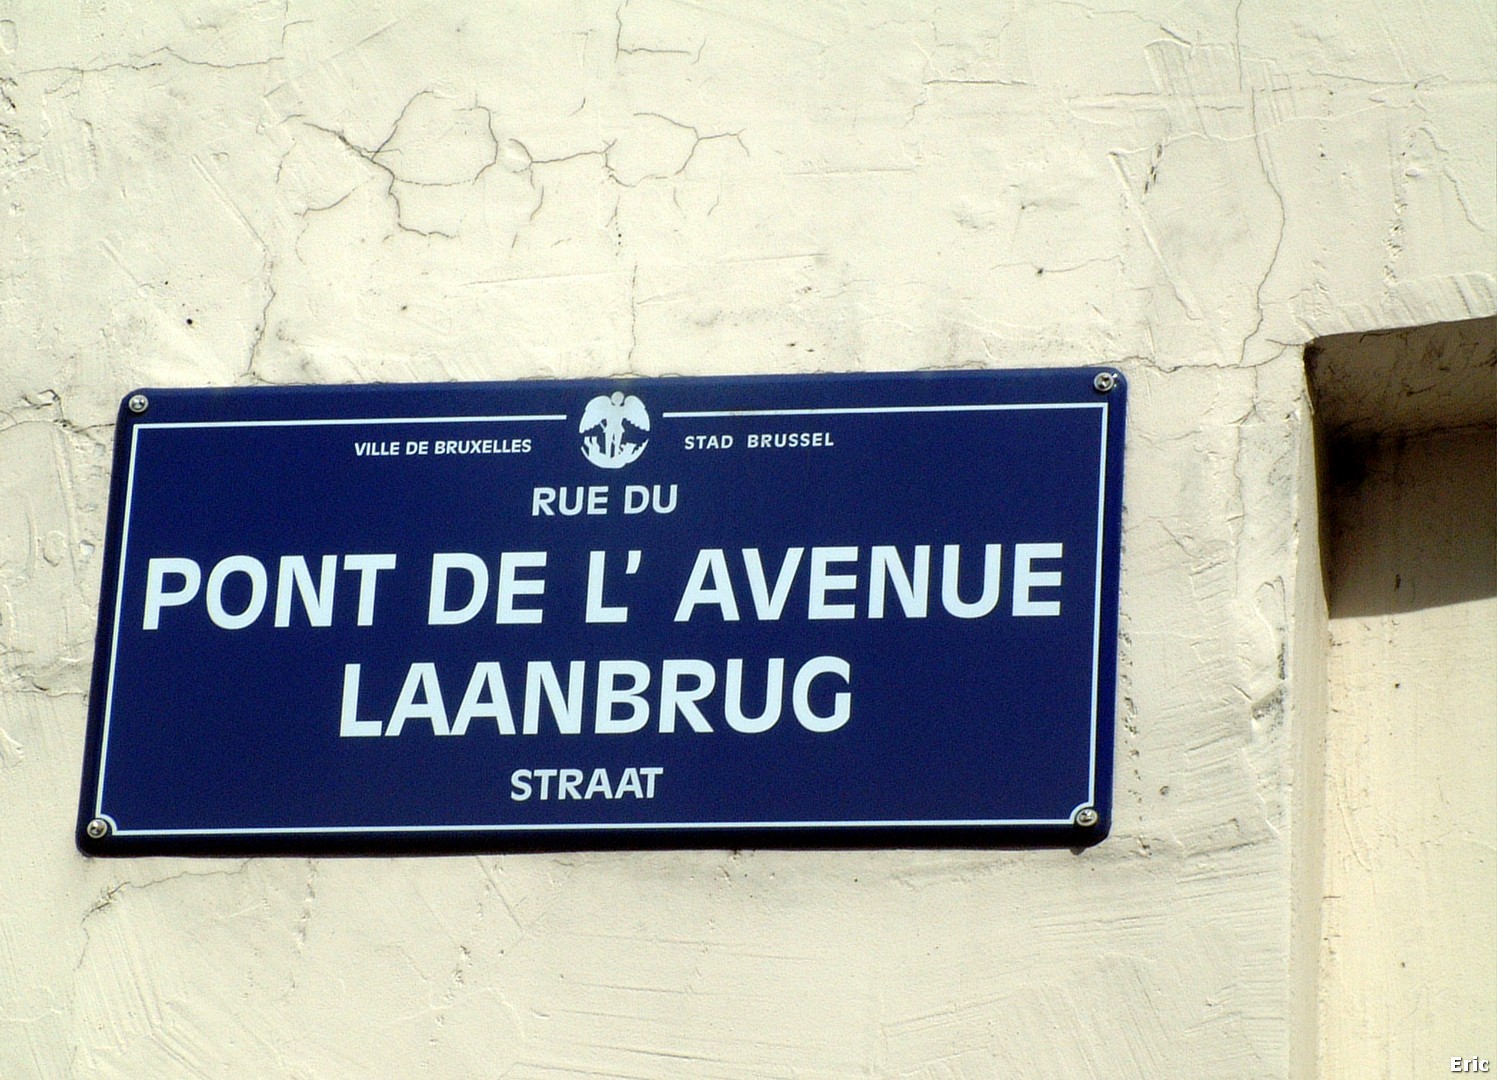 VILLE DE BRUXELLES STAD BRUSSEL
RUE DU
PONT DE L' AVENUE
LAANBRUG
STRAAT
Eric